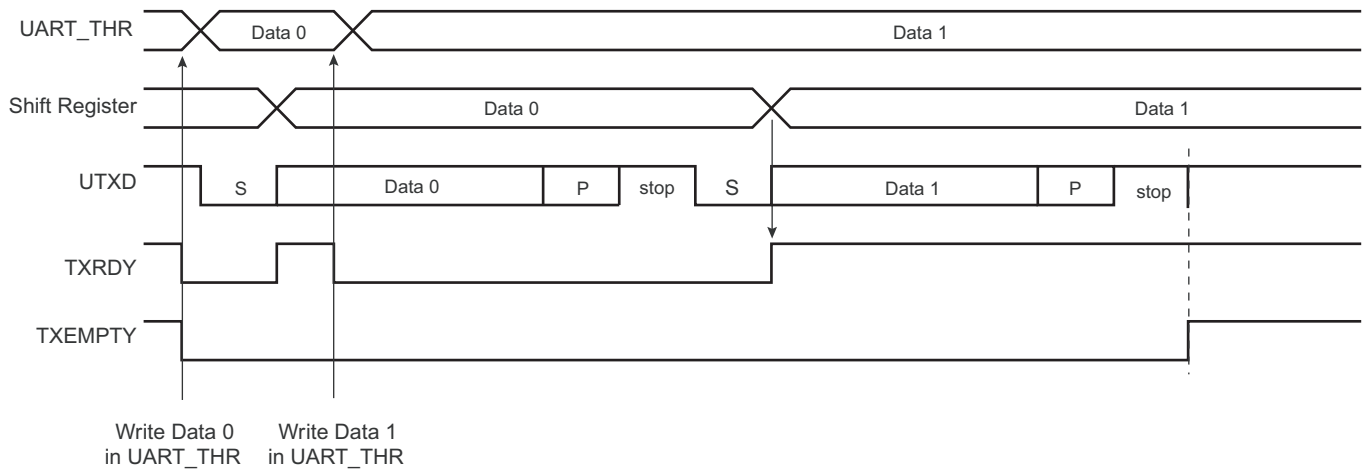 UART_THR
Data 0
Data 1
Shift Register
Data 0
Data 1
UTXD
S
Data 0
P
stop
S
Data 1
P
stop
TXRDY
TXEMPTY
Write Data 0
in UART_THR
Write Data 1
in UART_THR